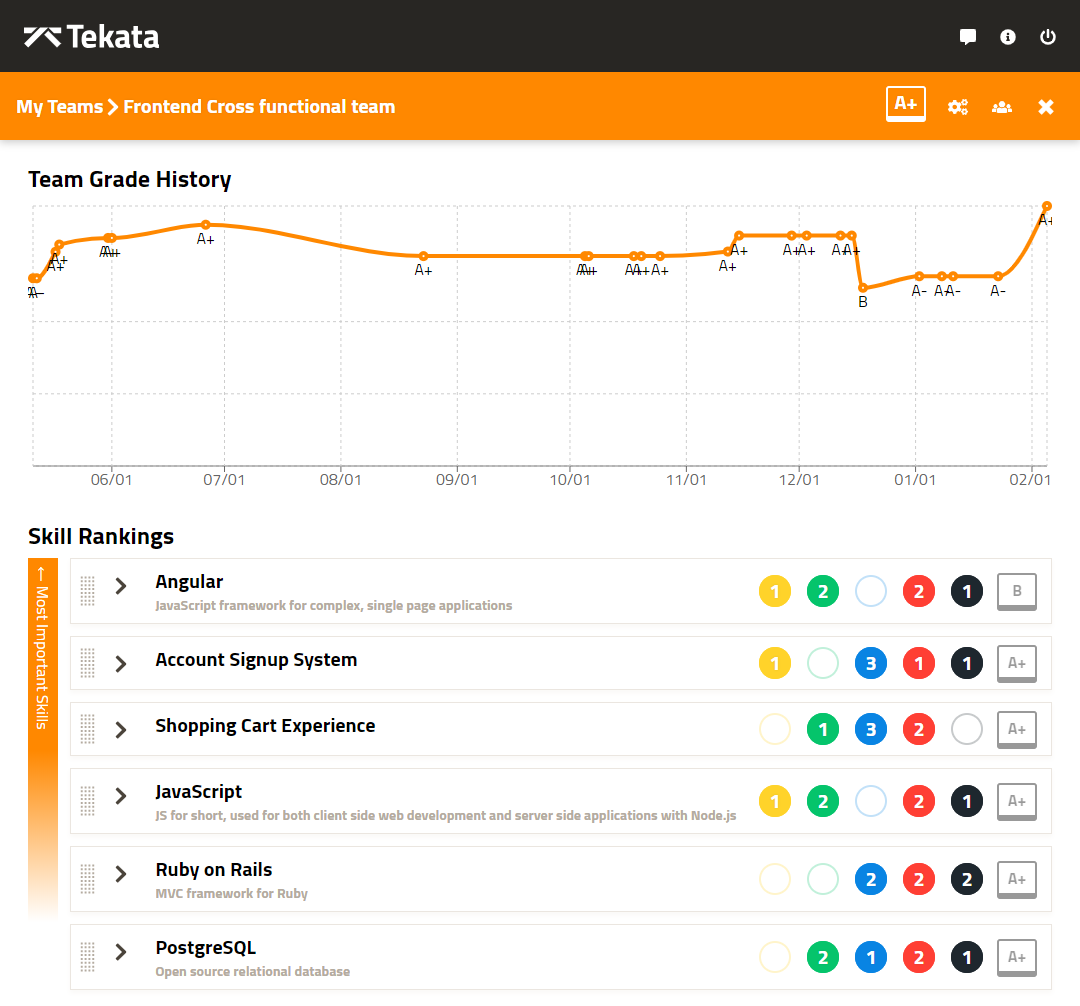 Tekata
My Teams > Frontend Cross functional team A+
Team Grade History
A+ A+ A+ A+ A+ A+ A+ A+ A+ A+ A+ B A- A- A- A- A+
06/01 07/01 08/01 09/01 10/01 11/01 12/01 01/01 02/01
Skill Rankings
← Most Important Skills
Angular 1 2 2 1 B
JavaScript framework for complex, single page applications
Account Signup System 1 3 1 1 A+
Shopping Cart Experience 1 3 2 A+
JavaScript 1 2 2 1 A+
JS for short, used for both client side web development and server side applications with Node.js
Ruby on Rails 2 2 2 A+
MVC framework for Ruby
PostgreSQL 2 1 2 1 A+
Open source relational database